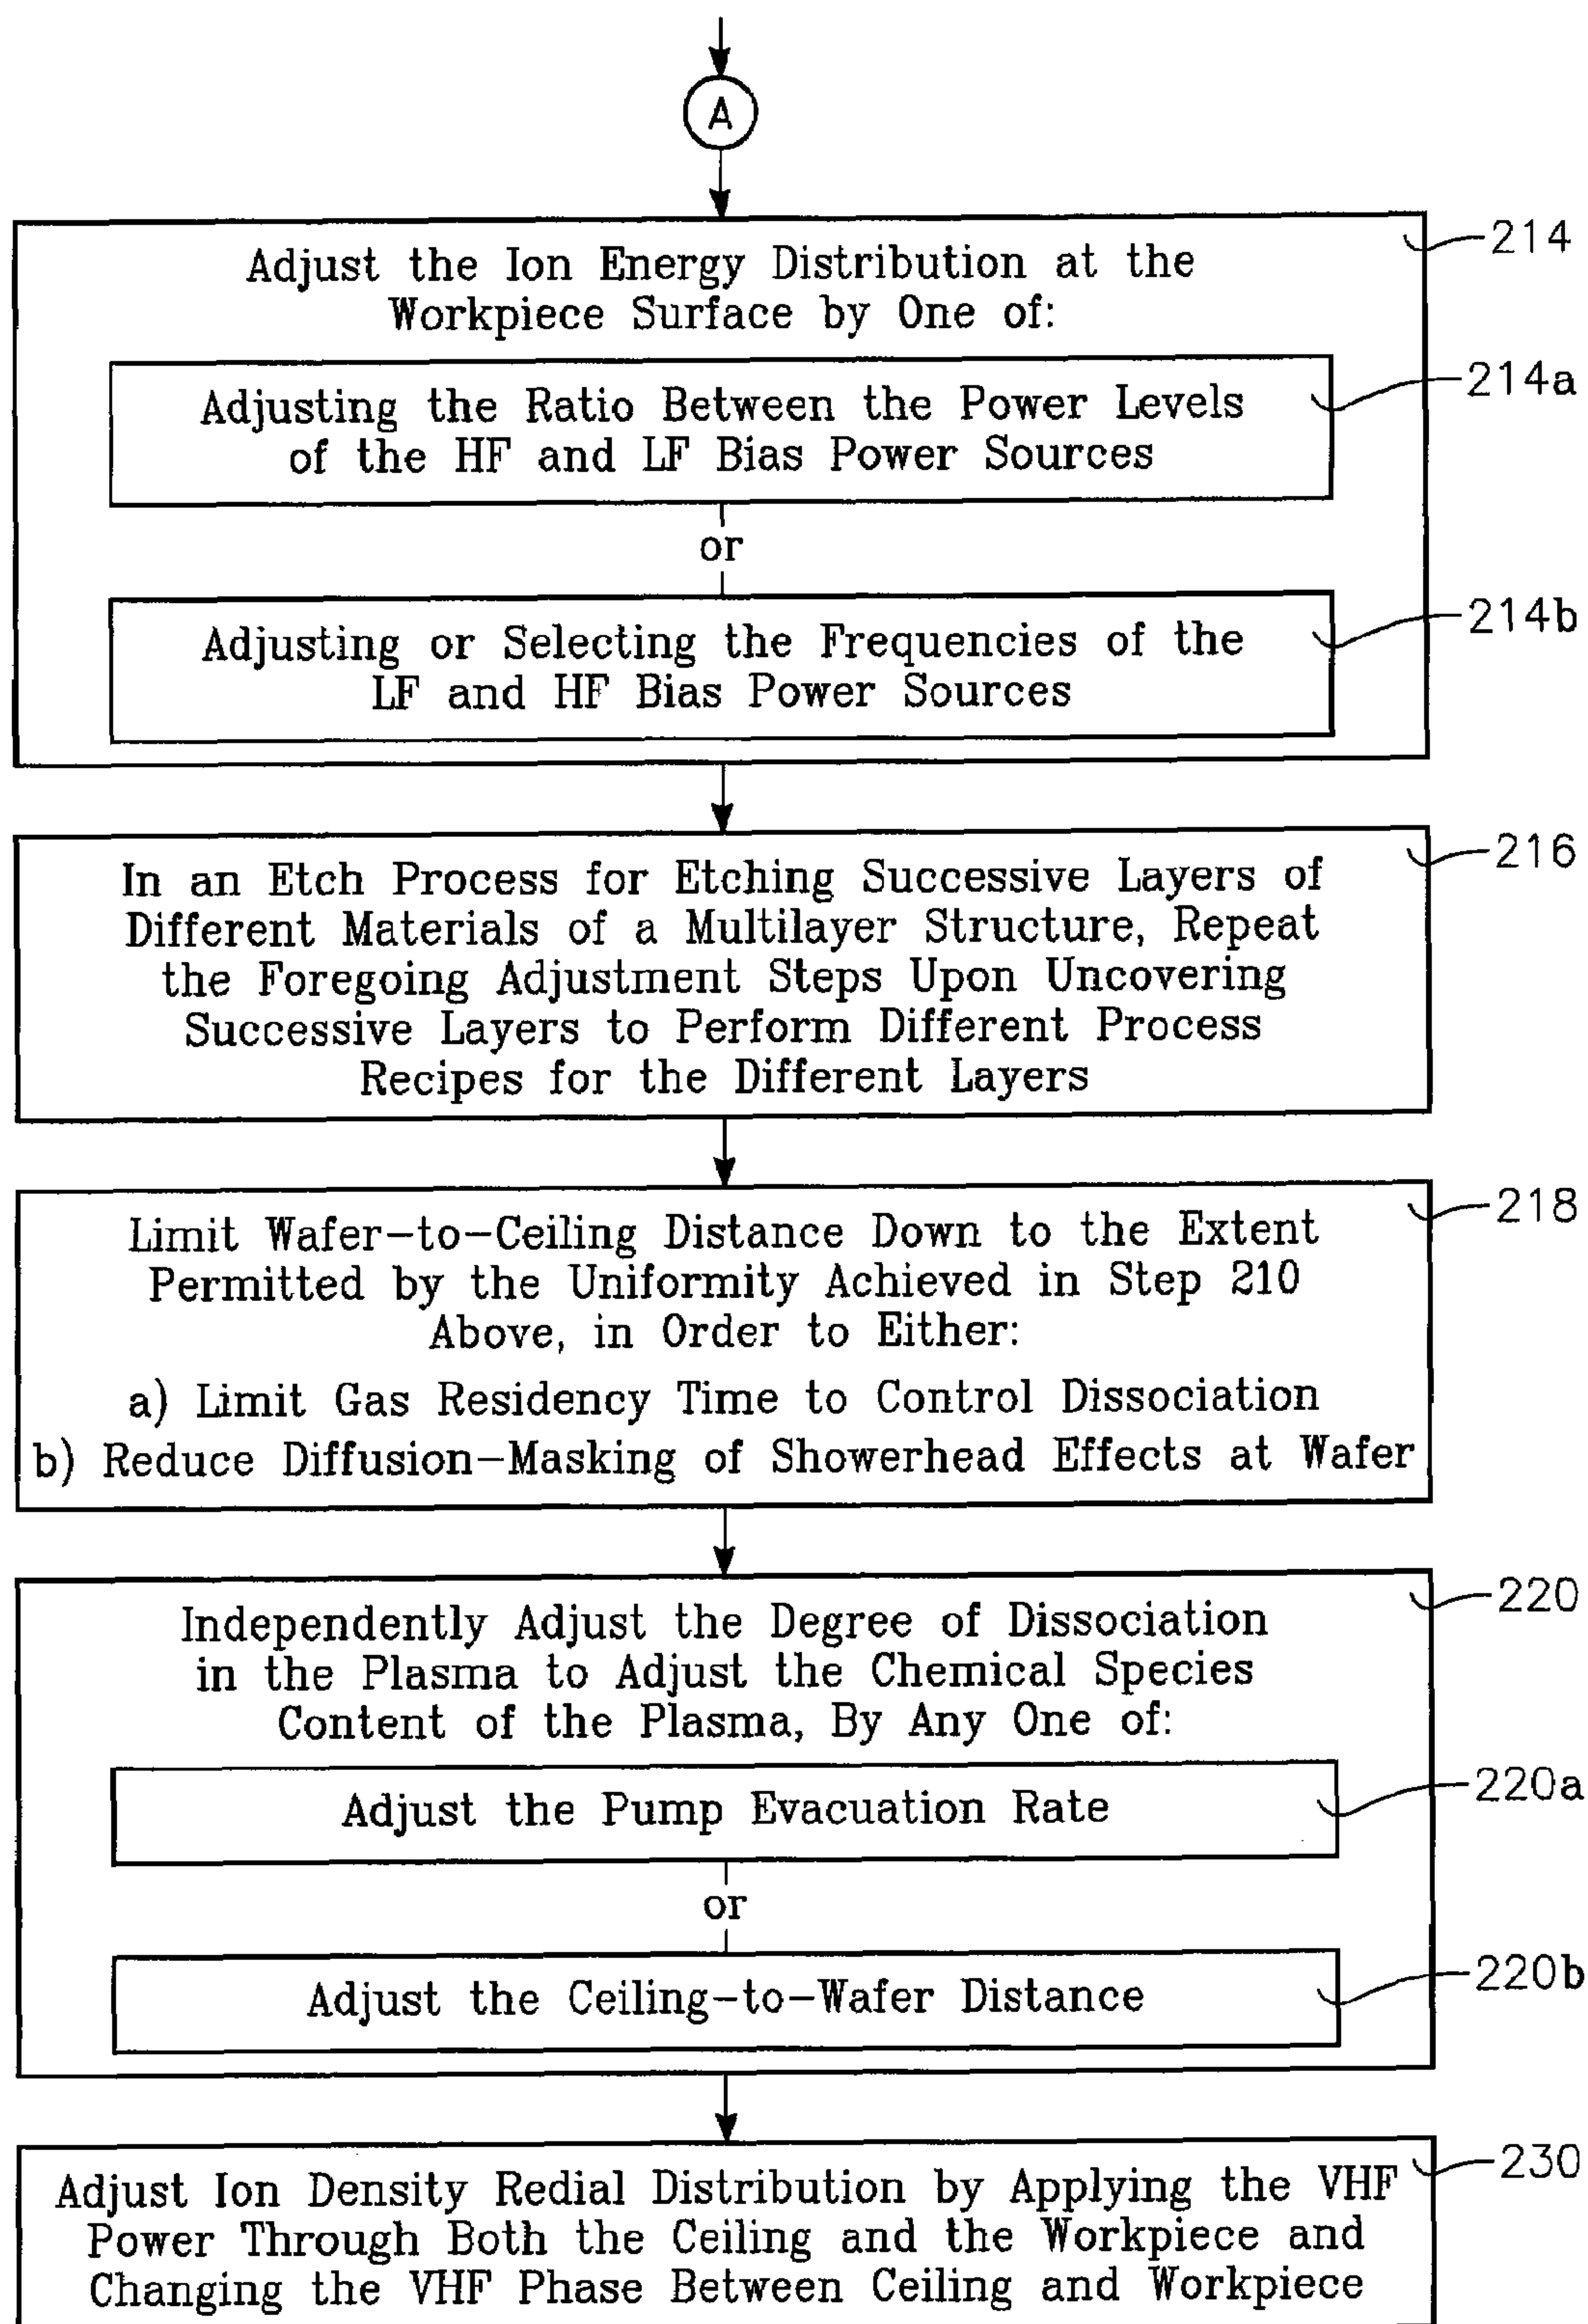 A
214
Adjust the Ion Energy Distribution at the
Workpiece Surface by One of:
214a
Adjusting the Ratio Between the Power Levels
of the HF and LF Bias Power Sources
or
214b
Adjusting or Selecting the Frequencies of the
LF and HF Bias Power Sources
216
In an Etch Process for Etching Successive Layers of
Different Materials of a Multilayer Structure, Repeat
the Foregoing Adjustment Steps Upon Uncovering
Successive Layers to Perform Different Process
Recipes for the Different Layers
218
Limit Wafer-to-Ceiling Distance Down to the Extent
Permitted by the Uniformity Achieved in Step 210
Above, in Order to Either:
a) Limit Gas Residency Time to Control Dissociation
b) Reduce Diffusion-Masking of Showerhead Effects at Wafer
220
Independently Adjust the Degree of Dissociation
in the Plasma to Adjust the Chemical Species
Content of the Plasma, By Any One of:
220a
Adjust the Pump Evacuation Rate
or
220b
Adjust the Ceiling-to-Wafer Distance
230
Adjust Ion Density Redial Distribution by Applying the VHF
Power Through Both the Ceiling and the Workpiece and
Changing the VHF Phase Between Ceiling and Workpiece